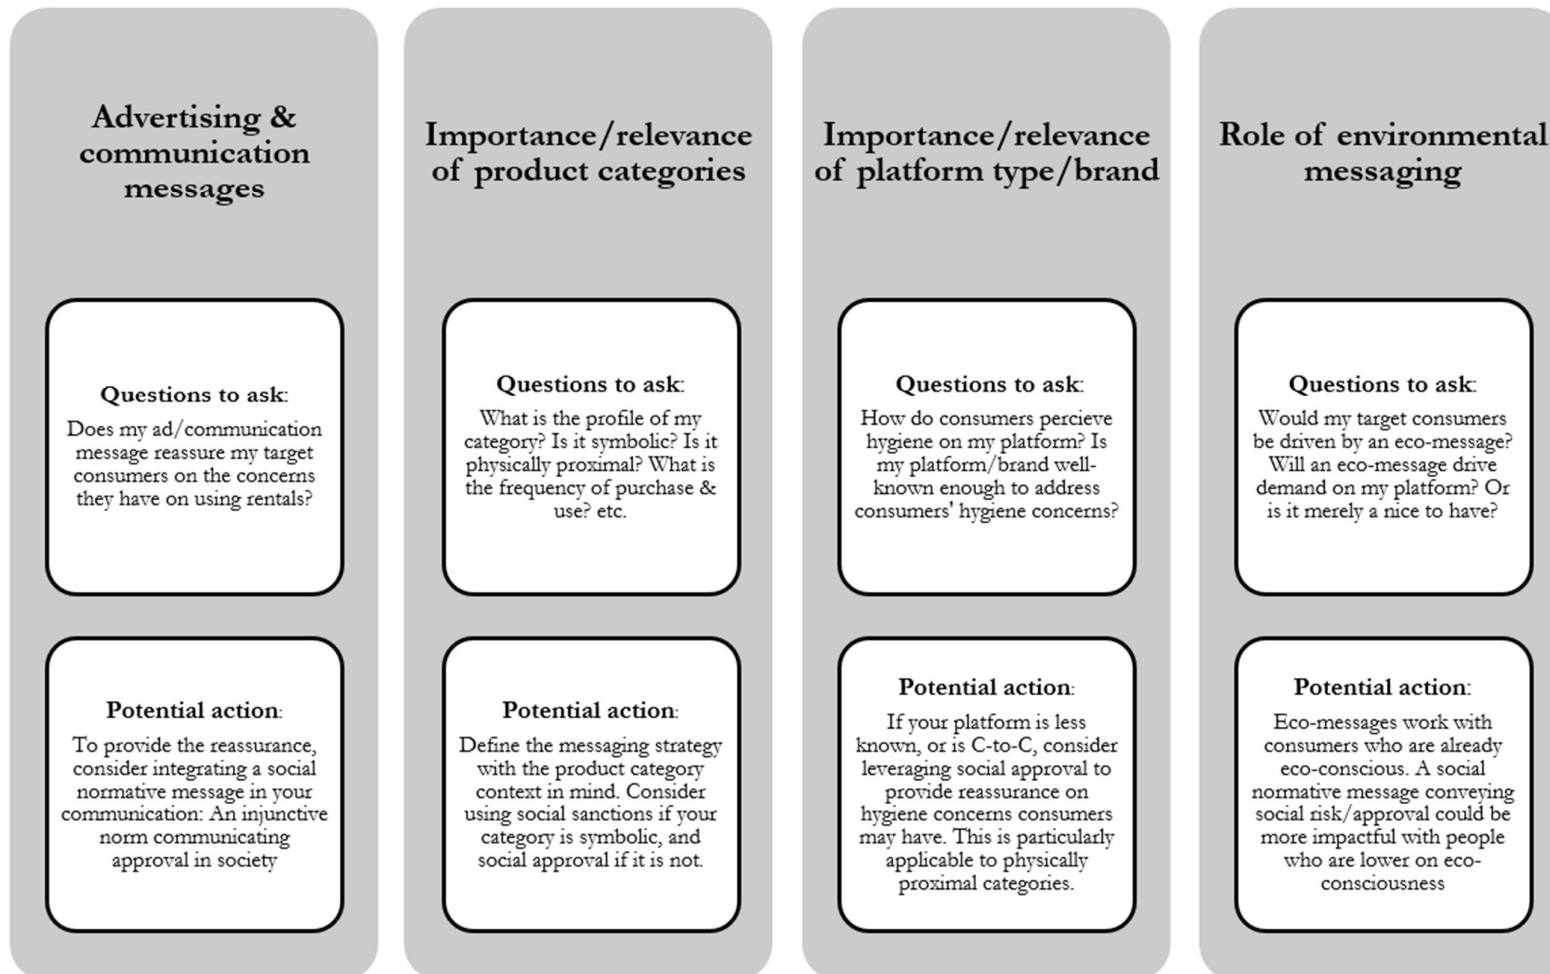 Advertising &
communication
messages
Questions to ask:
Does my ad/communication
message reassure my target
consumers on the concerns
they have on using rentals?
Potential action:
To provide the reassurance,
consider integrating a social
normative message in your
communication: An injunctive
norm communicating
approval in society
Importance/relevance
of product categories
Questions to ask:
What is the profile of my
category? Is it symbolic? Is it
physically proximal? What is
the frequency of purchase &
use? etc.
Potential action:
Define the messaging strategy
with the product category
context in mind. Consider
using social sanctions if your
category is symbolic, and
social approval if it is not.
Importance/relevance
of platform type/brand
Questions to ask:
How do consumers percieve
hygiene on my platform? Is
my platform/brand well-
known enough to address
consumers' hygiene concerns?
Potential action:
If your platform is less
known, or is C-to-C, consider
leveraging social approval to
provide reassurance on
hygiene concerns consumers
may have. This is particularly
applicable to physically
proximal categories.
Role of environmental
messaging
Questions to ask:
Would my target consumers
be driven by an eco-message?
Will an eco-message drive
demand on my platform? Or
is it merely a nice to have?
Potential action:
Eco-messages work with
consumers who are already
eco-conscious. A social
normative message conveying
social risk/approval could be
more impactful with people
who are lower on eco-
consciousness